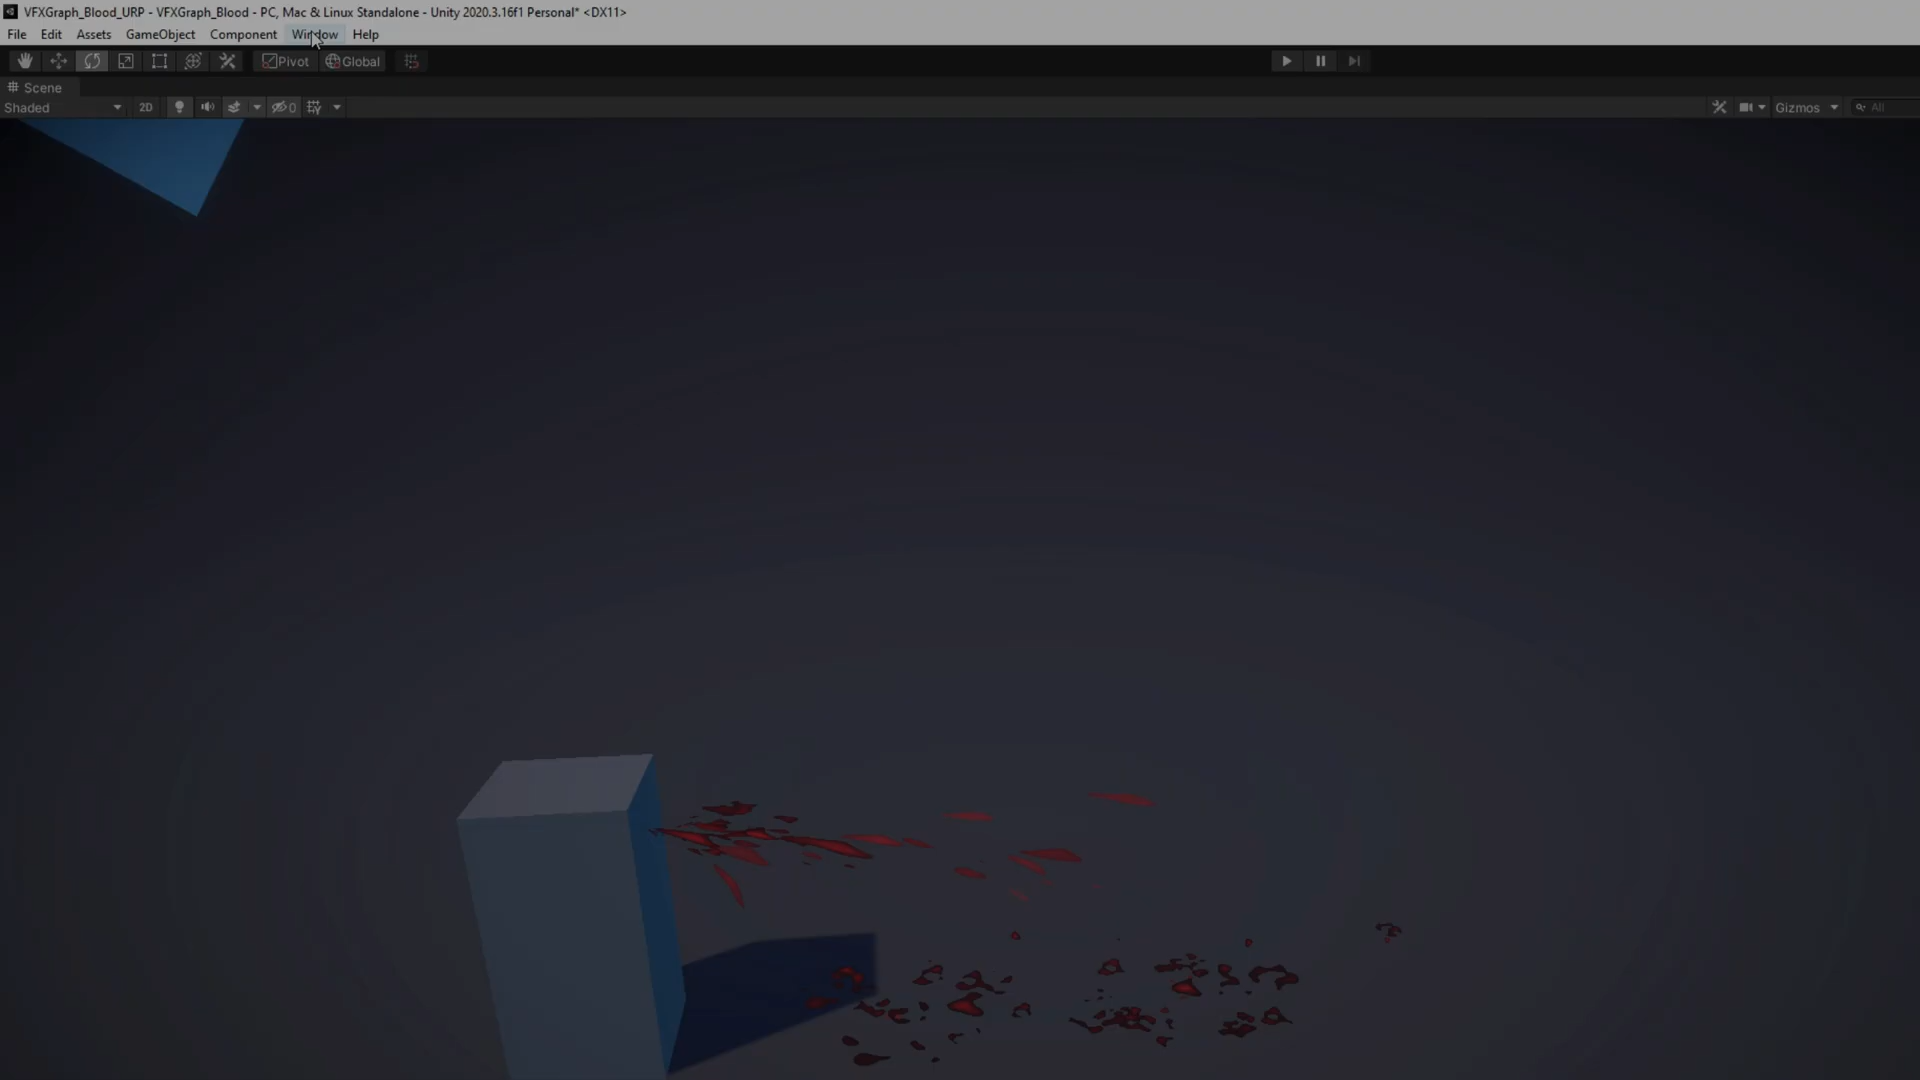 VFXGraph_Blood_URP - VFXGraph_Blood - PC, Mac & Linux Standalone - Unity 2020.3.16f1 Personal* <DX11>
File Edit Assets GameObject Component Window Help
Pivot Global
Scene
Shaded 2D 0 Gizmos All